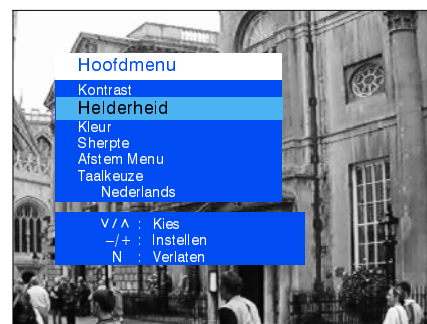 Hoofdmenu
Kontrast
Helderheid
Kleur
Sherpte
Afstem Menu
Taalkeuze
Nederlands
∨/∧ : Kies
–/+ : Instellen
N : Verlaten